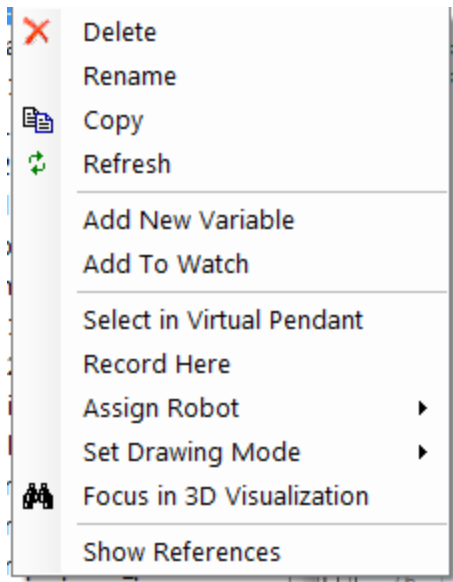 Delete
Rename
Copy
Refresh
Add New Variable
Add To Watch
Select in Virtual Pendant
Record Here
Assign Robot
Set Drawing Mode
Focus in 3D Visualization
Show References